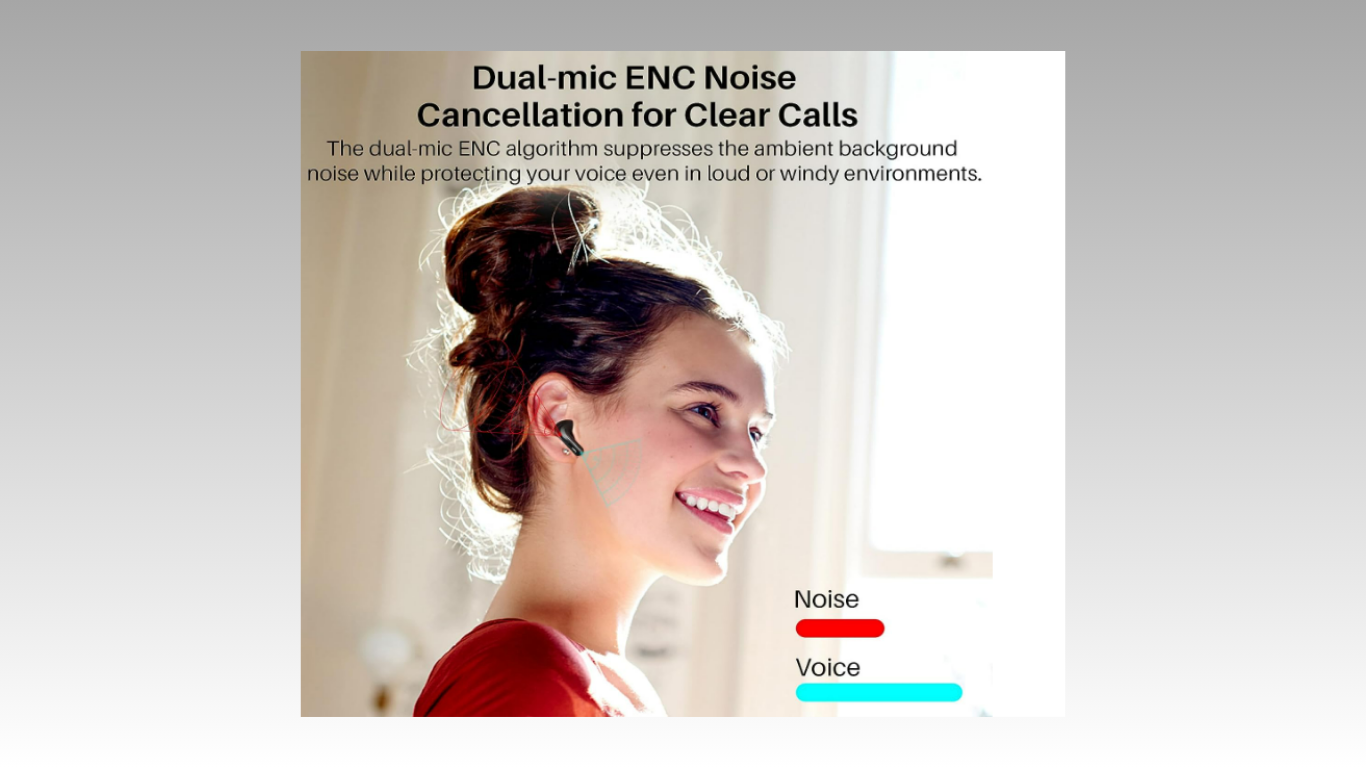 Dual-mic ENC Noise
Cancellation for Clear Calls
The dual-mic ENC algorithm suppresses the ambient background
noise while protecting your voice even in loud or windy environments.
Noise
Voice